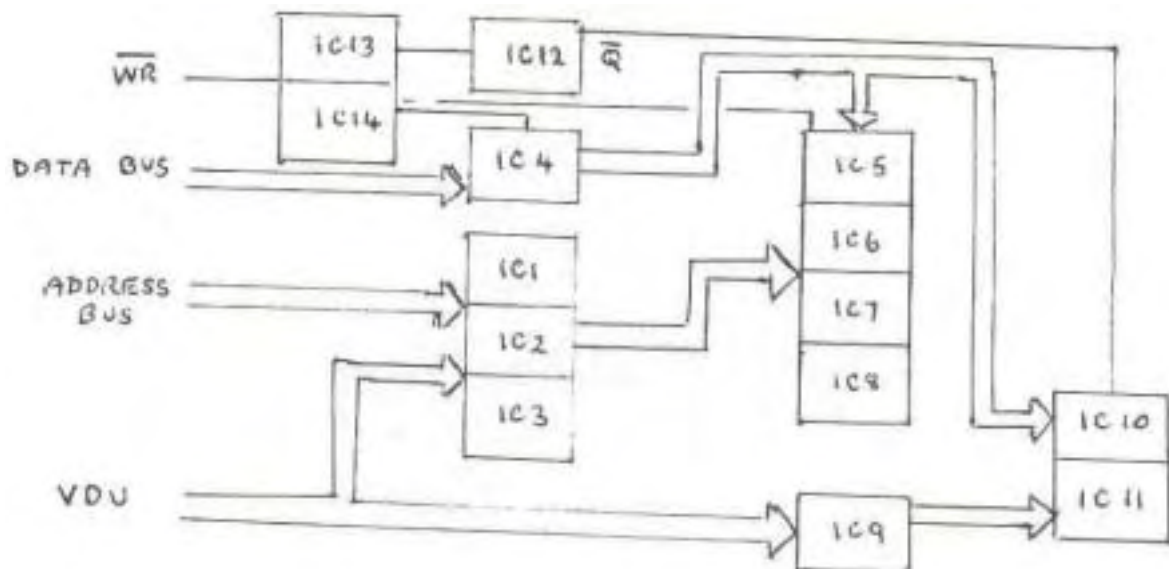 IC13
IC12
Q̅
W̅R̅
IC14
IC4
DATA BUS
IC5
IC6
IC1
ADDRESS
BUS
IC2
IC7
IC3
IC8
IC10
VDU
IC9
IC11